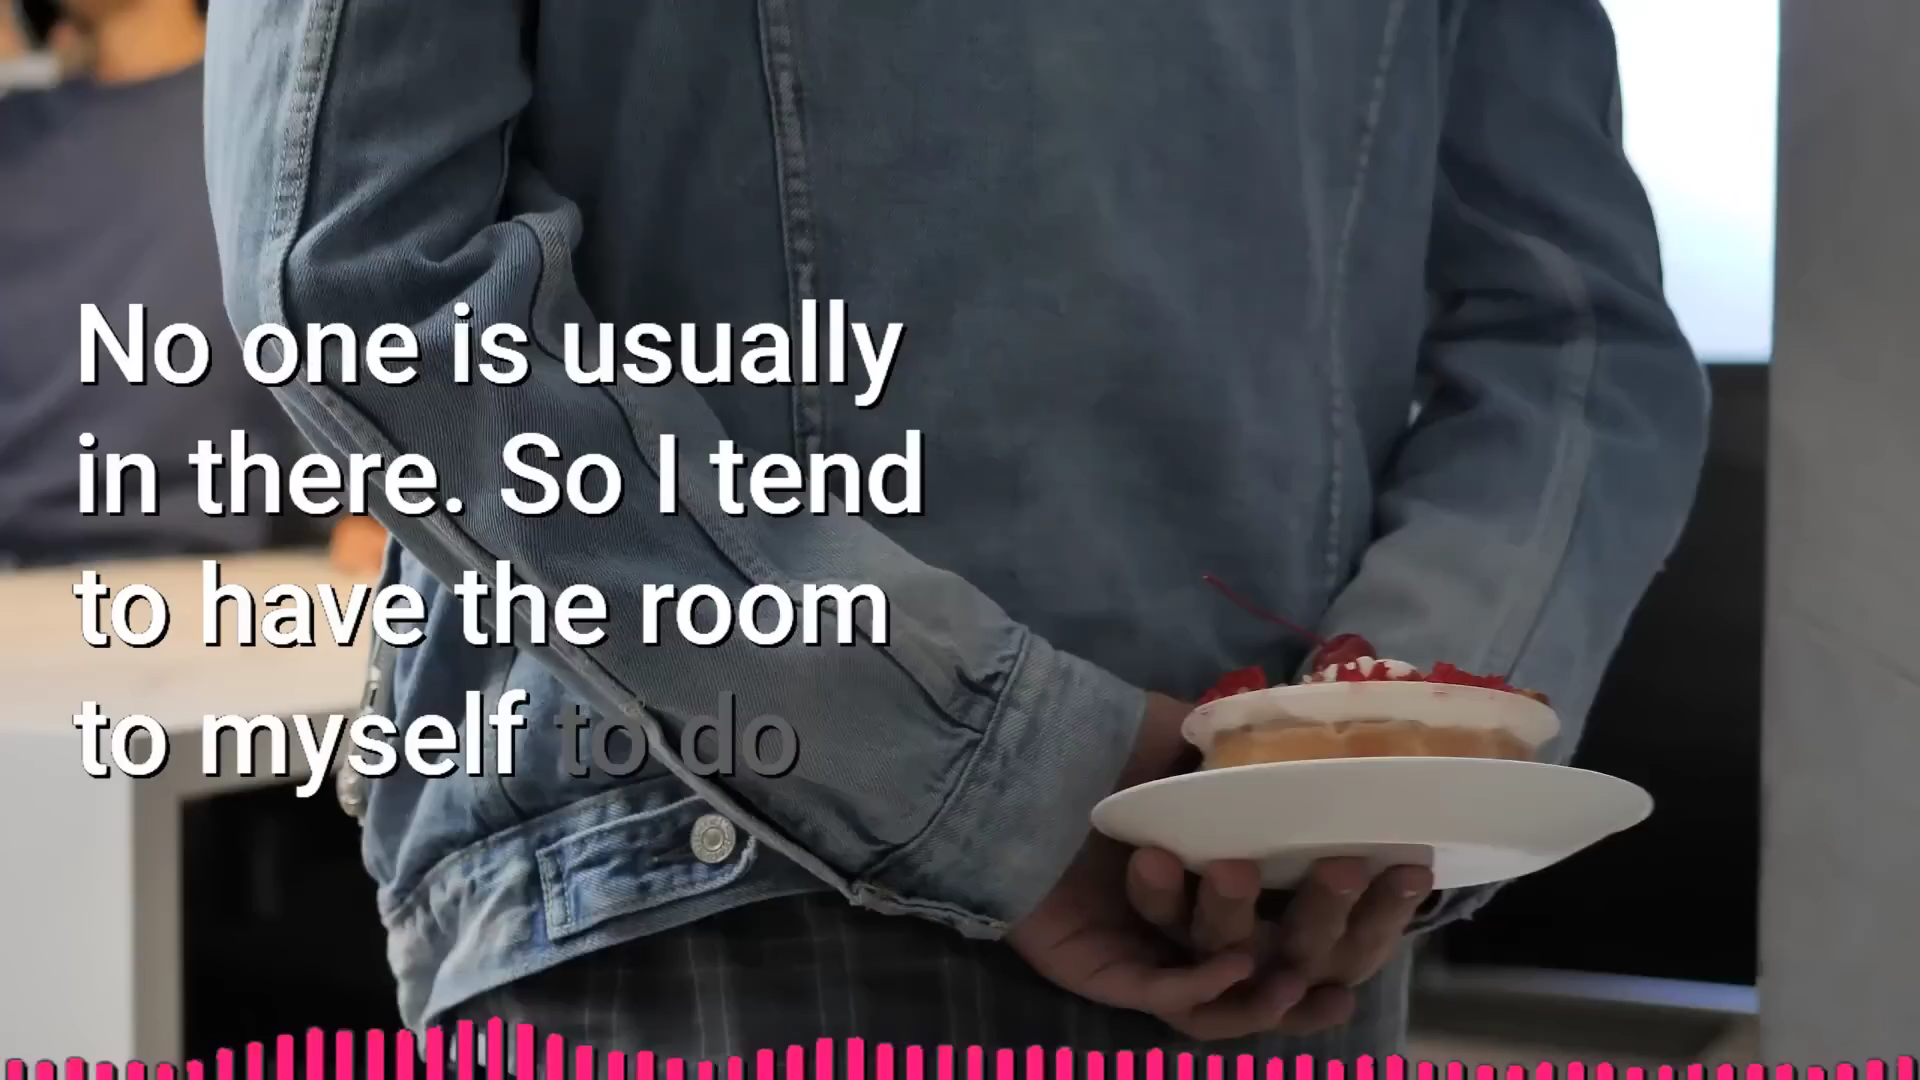 No one is usually
in there. So I tend
to have the room
to myself to do